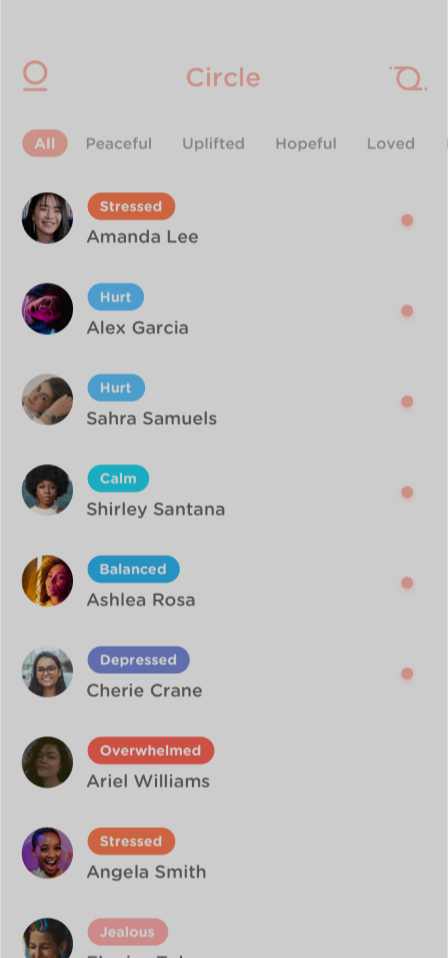 Circle
All Peaceful Uplifted Hopeful Loved
Stressed
Amanda Lee
Hurt
Alex Garcia
Hurt
Sahra Samuels
Calm
Shirley Santana
Balanced
Ashlea Rosa
Depressed
Cherie Crane
Overwhelmed
Ariel Williams
Stressed
Angela Smith
Jealous